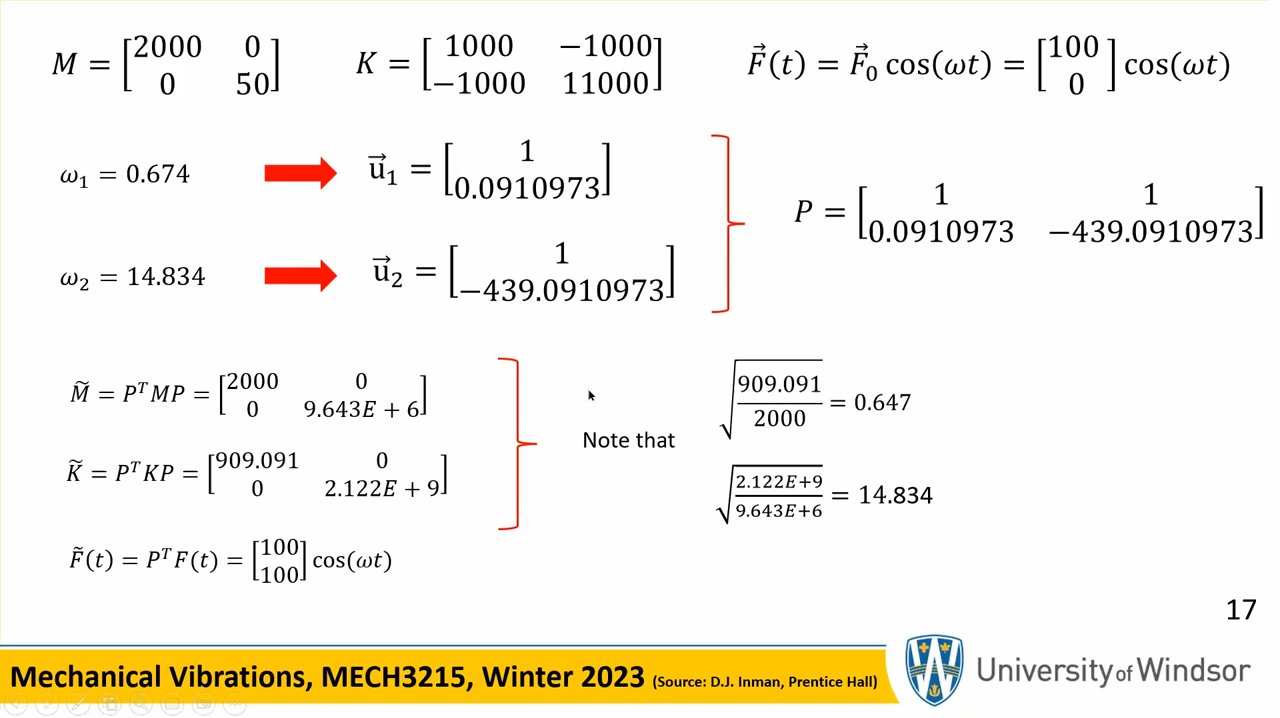 M = [2000 0; 0 50]
K = [1000 −1000; −1000 11000]
F⃗(t) = F⃗₀ cos(ωt) = [100; 0] cos(ωt)
ω₁ = 0.674
u⃗₁ = [1; 0.0910973]
P = [1 1; 0.0910973 −439.0910973]
ω₂ = 14.834
u⃗₂ = [1; −439.0910973]
M̃ = PᵀMP = [2000 0; 0 9.643E + 6]
√(909.091/2000) = 0.647
Note that
K̃ = PᵀKP = [909.091 0; 0 2.122E + 9]
√(2.122E+9/9.643E+6) = 14.834
F̃(t) = PᵀF(t) = [100; 100] cos(ωt)
17
Mechanical Vibrations, MECH3215, Winter 2023 (Source: D.J. Inman, Prentice Hall)
University of Windsor